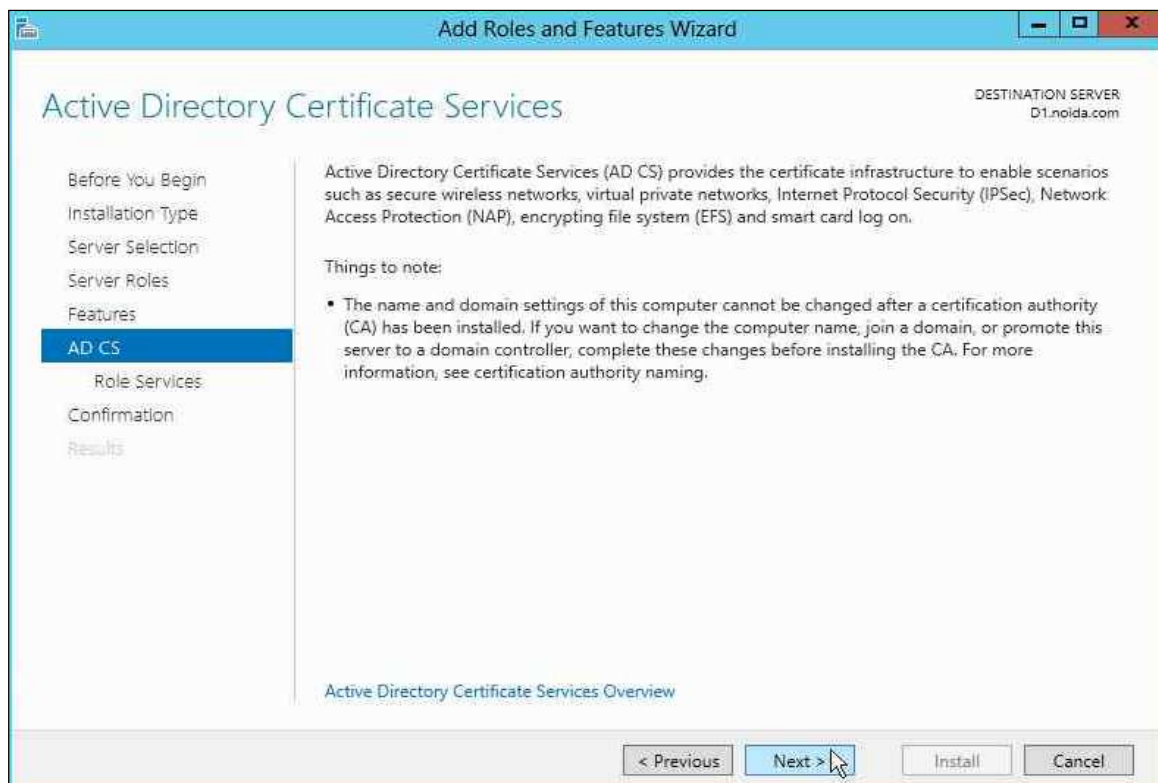 Add Roles and Features Wizard
Active Directory Certificate Services
DESTINATION SERVER
D1.noida.com
Before You Begin
Installation Type
Server Selection
Server Roles
Features
AD CS
Role Services
Confirmation
Results
Active Directory Certificate Services (AD CS) provides the certificate infrastructure to enable scenarios
such as secure wireless networks, virtual private networks, Internet Protocol Security (IPSec), Network
Access Protection (NAP), encrypting file system (EFS) and smart card log on.
Things to note:
• The name and domain settings of this computer cannot be changed after a certification authority
(CA) has been installed. If you want to change the computer name, join a domain, or promote this
server to a domain controller, complete these changes before installing the CA. For more
information, see certification authority naming.
Active Directory Certificate Services Overview
< Previous
Next >
Install
Cancel